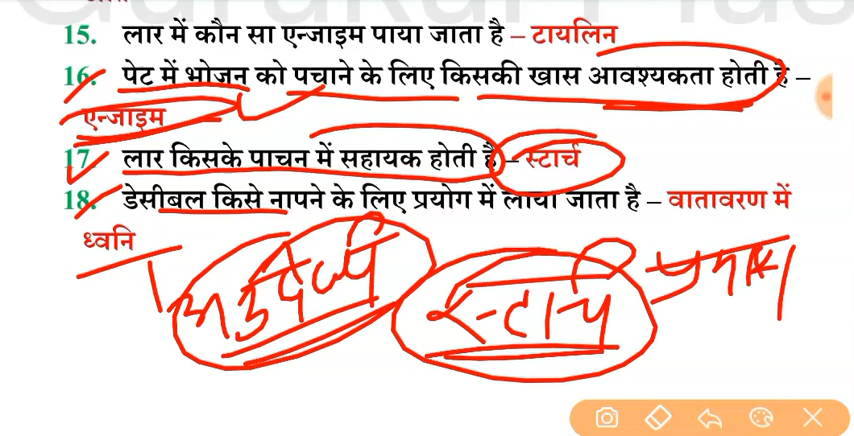 15. लार में कौन सा एन्जाइम पाया जाता है – टायलिन
16. पेट में भोजन को पचाने के लिए किसकी खास आवश्यकता होती है –
एन्जाइम
17. लार किसके पाचन में सहायक होती है – स्टार्च
18. डेसीबल किसे नापने के लिए प्रयोग में लाया जाता है – वातावरण में
ध्वनि
स्टार्च